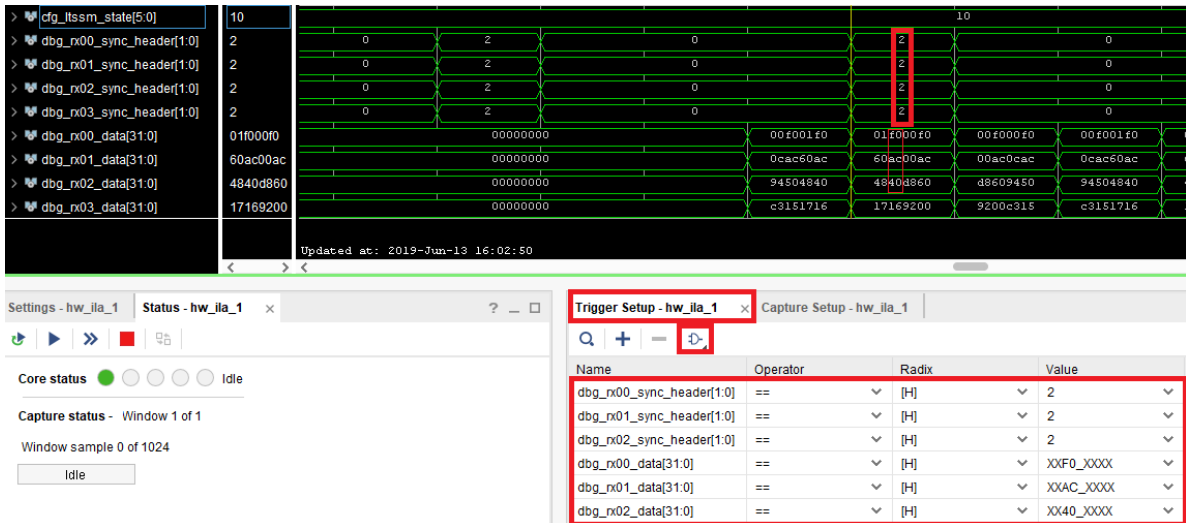 cfg_ltssm_state[5:0] 10 10
dbg_rx00_sync_header[1:0] 2 0 2 0 2 0
dbg_rx01_sync_header[1:0] 2 0 2 0 2 0
dbg_rx02_sync_header[1:0] 2 0 2 0 2 0
dbg_rx03_sync_header[1:0] 2 0 2 0 2 0
dbg_rx00_data[31:0] 01f000f0 00000000 00f001f0 01f000f0 00f000f0 00f001f0
dbg_rx01_data[31:0] 60ac00ac 00000000 0cac60ac 60ac00ac 00ac0cac 0cac60ac
dbg_rx02_data[31:0] 4840d860 00000000 94504840 4840d860 d8609450 94504840
dbg_rx03_data[31:0] 17169200 00000000 c3151716 17169200 9200c315 c3151716
Updated at: 2019-Jun-13 16:02:50
Settings - hw_ila_1 Status - hw_ila_1
Core status Idle
Capture status - Window 1 of 1
Window sample 0 of 1024
Idle
Trigger Setup - hw_ila_1 Capture Setup - hw_ila_1
Name Operator Radix Value
dbg_rx00_sync_header[1:0] == [H] 2
dbg_rx01_sync_header[1:0] == [H] 2
dbg_rx02_sync_header[1:0] == [H] 2
dbg_rx00_data[31:0] == [H] XXF0_XXXX
dbg_rx01_data[31:0] == [H] XXAC_XXXX
dbg_rx02_data[31:0] == [H] XX40_XXXX